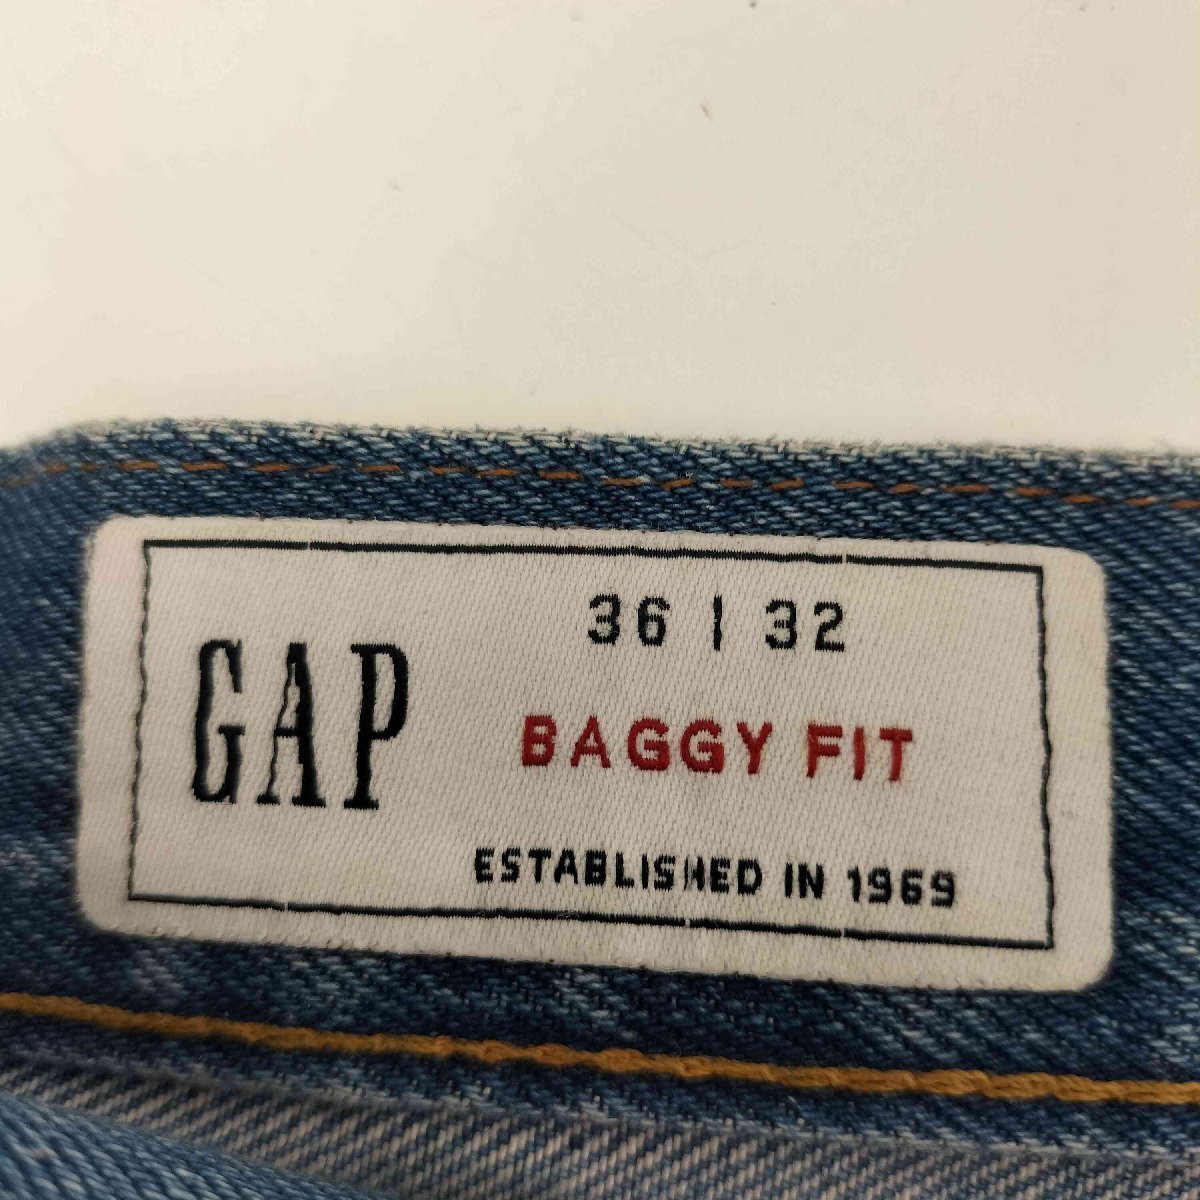 GAP
36 | 32
BAGGY FIT
ESTABLISHED IN 1969